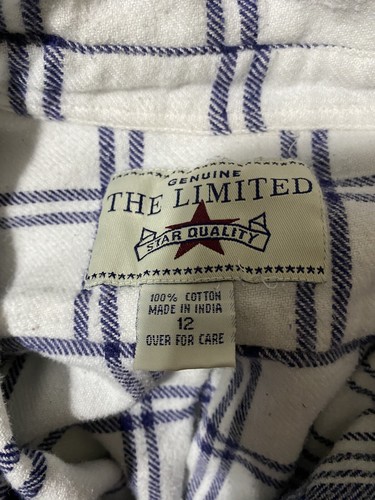 GENUINE
THE LIMITED
STAR QUALITY
100% COTTON
MADE IN INDIA
12
OVER FOR CARE